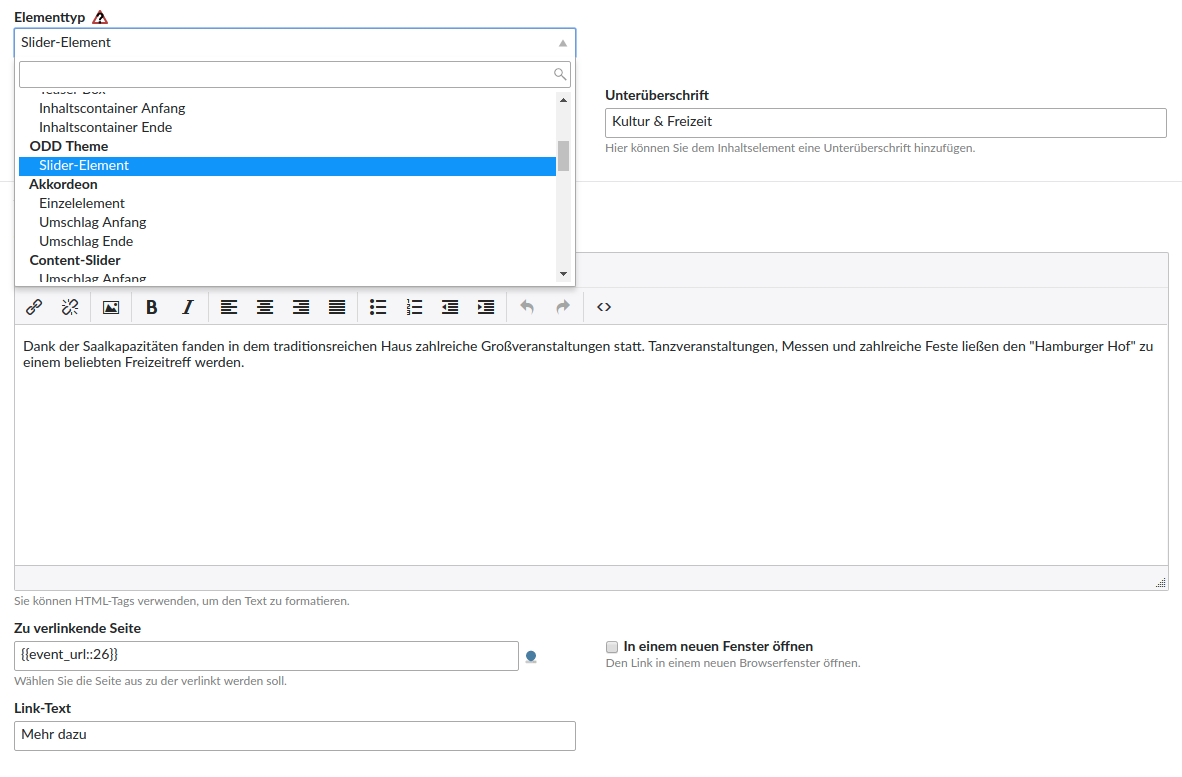 Elementtyp
Slider-Element
Teaser Box
Inhaltscontainer Anfang
Inhaltscontainer Ende
ODD Theme
Slider-Element
Akkordeon
Einzelelement
Umschlag Anfang
Umschlag Ende
Content-Slider
Umschlag Anfang
Unterüberschrift
Kultur & Freizeit
Hier können Sie dem Inhaltselement eine Unterüberschrift hinzufügen.
Dank der Saalkapazitäten fanden in dem traditionsreichen Haus zahlreiche Großveranstaltungen statt. Tanzveranstaltungen, Messen und zahlreiche Feste ließen den "Hamburger Hof" zu
einem beliebten Freizeitreff werden.
Sie können HTML-Tags verwenden, um den Text zu formatieren.
Zu verlinkende Seite
{{event_url::26}}
Wählen Sie die Seite aus zu der verlinkt werden soll.
In einem neuen Fenster öffnen
Den Link in einem neuen Browserfenster öffnen.
Link-Text
Mehr dazu